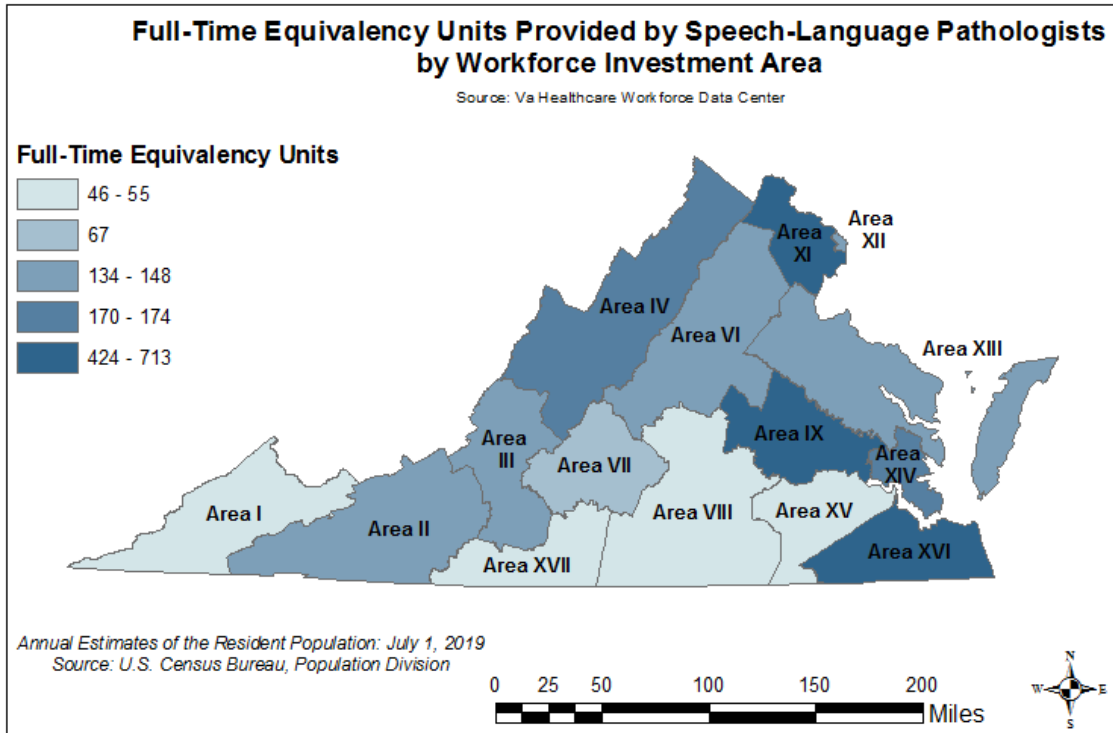 Full-Time Equivalency Units Provided by Speech-Language Pathologists
by Workforce Investment Area
Source: Va Healthcare Workforce Data Center
Full-Time Equivalency Units
46 - 55
67
134 - 148
170 - 174
424 - 713
Area
XI
Area
XII
Area IV
Area VI
Area XIII
Area
III
Area VII
Area IX
Area
XIV
Area I
Area II
Area VIII
Area XV
Area XVII
Area XVI
Annual Estimates of the Resident Population: July 1, 2019
Source: U.S. Census Bureau, Population Division
0 25 50 100 150 200
Miles
N
W E
S